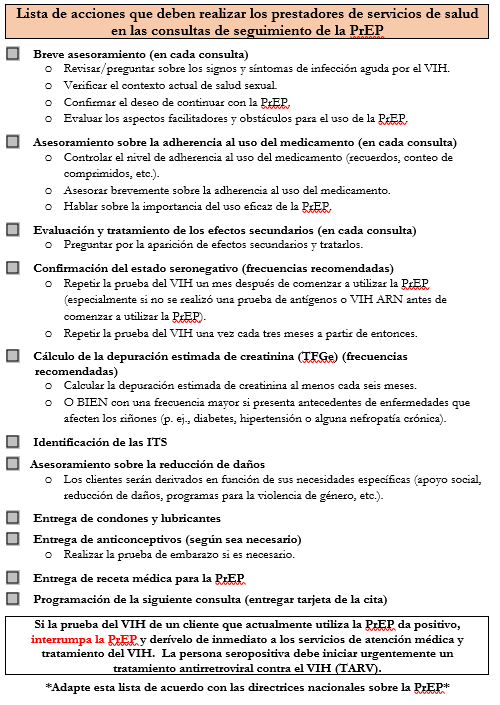 Lista de acciones que deben realizar los prestadores de servicios de salud
en las consultas de seguimiento de la PrEP
Breve asesoramiento (en cada consulta)
o Revisar/preguntar sobre los signos y síntomas de infección aguda por el VIH.
o Verificar el contexto actual de salud sexual.
o Confirmar el deseo de continuar con la PrEP.
o Evaluar los aspectos facilitadores y obstáculos para el uso de la PrEP.
Asesoramiento sobre la adherencia al uso del medicamento (en cada consulta)
o Controlar el nivel de adherencia al uso del medicamento (recuerdos, conteo de
comprimidos, etc.).
o Asesorar brevemente sobre la adherencia al uso del medicamento.
o Hablar sobre la importancia del uso eficaz de la PrEP.
Evaluación y tratamiento de los efectos secundarios (en cada consulta)
o Preguntar por la aparición de efectos secundarios y tratarlos.
Confirmación del estado seronegativo (frecuencias recomendadas)
o Repetir la prueba del VIH un mes después de comenzar a utilizar la PrEP
(especialmente si no se realizó una prueba de antígenos o VIH ARN antes de
comenzar a utilizar la PrEP).
o Repetir la prueba del VIH una vez cada tres meses a partir de entonces.
Cálculo de la depuración estimada de creatinina (TFGe) (frecuencias
recomendadas)
o Calcular la depuración estimada de creatinina al menos cada seis meses.
o O BIEN con una frecuencia mayor si presenta antecedentes de enfermedades que
afecten los riñones (p. ej., diabetes, hipertensión o alguna nefropatía crónica).
Identificación de las ITS
Asesoramiento sobre la reducción de daños
o Los clientes serán derivados en función de sus necesidades específicas (apoyo social,
reducción de daños, programas para la violencia de género, etc.).
Entrega de condones y lubricantes
Entrega de anticonceptivos (según sea necesario)
o Realizar la prueba de embarazo si es necesario.
Entrega de receta médica para la PrEP
Programación de la siguiente consulta (entregar tarjeta de la cita)
Si la prueba del VIH de un cliente que actualmente utiliza la PrEP da positivo,
interrumpa la PrEP y derívelo de inmediato a los servicios de atención médica y
tratamiento del VIH. La persona seropositiva debe iniciar urgentemente un
tratamiento antirretroviral contra el VIH (TARV).
*Adapte esta lista de acuerdo con las directrices nacionales sobre la PrEP*